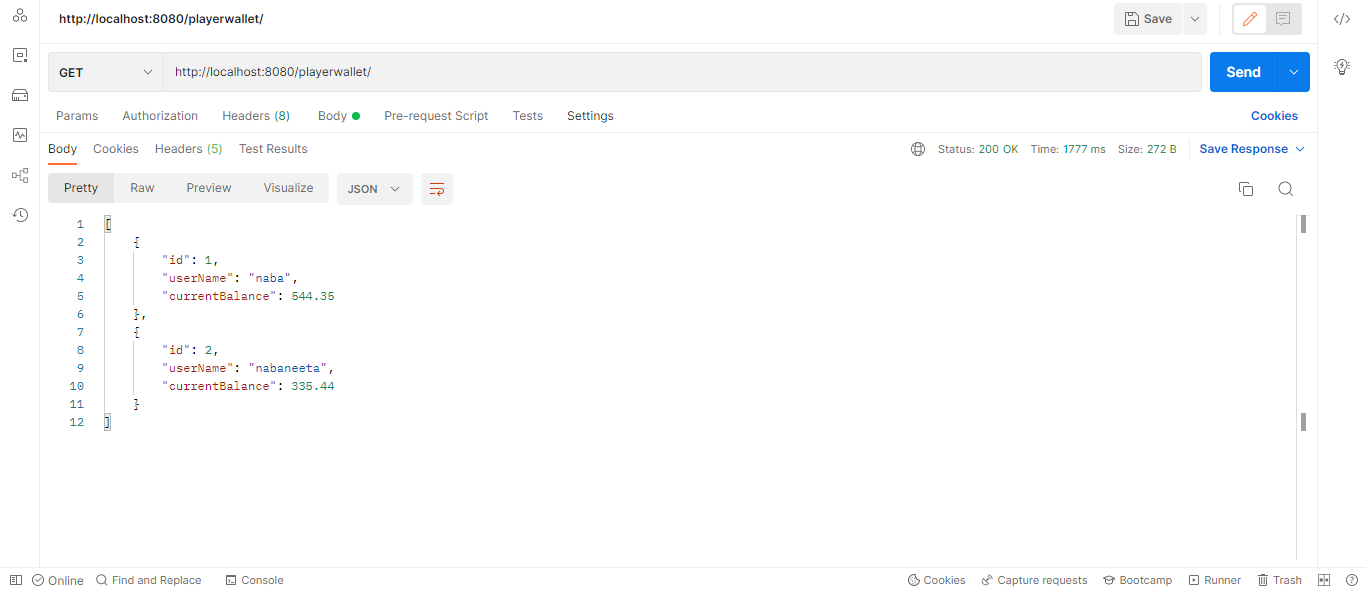 http://localhost:8080/playerwallet/
Save
GET
http://localhost:8080/playerwallet/
Send
Params Authorization Headers (8) Body Pre-request Script Tests Settings Cookies
Body Cookies Headers (5) Test Results Status: 200 OK Time: 1777 ms Size: 272 B Save Response
Pretty Raw Preview Visualize JSON
1 [
2 {
3 "id": 1,
4 "userName": "naba",
5 "currentBalance": 544.35
6 },
7 {
8 "id": 2,
9 "userName": "nabaneeta",
10 "currentBalance": 335.44
11 }
12 ]
Online Find and Replace Console Cookies Capture requests Bootcamp Runner Trash